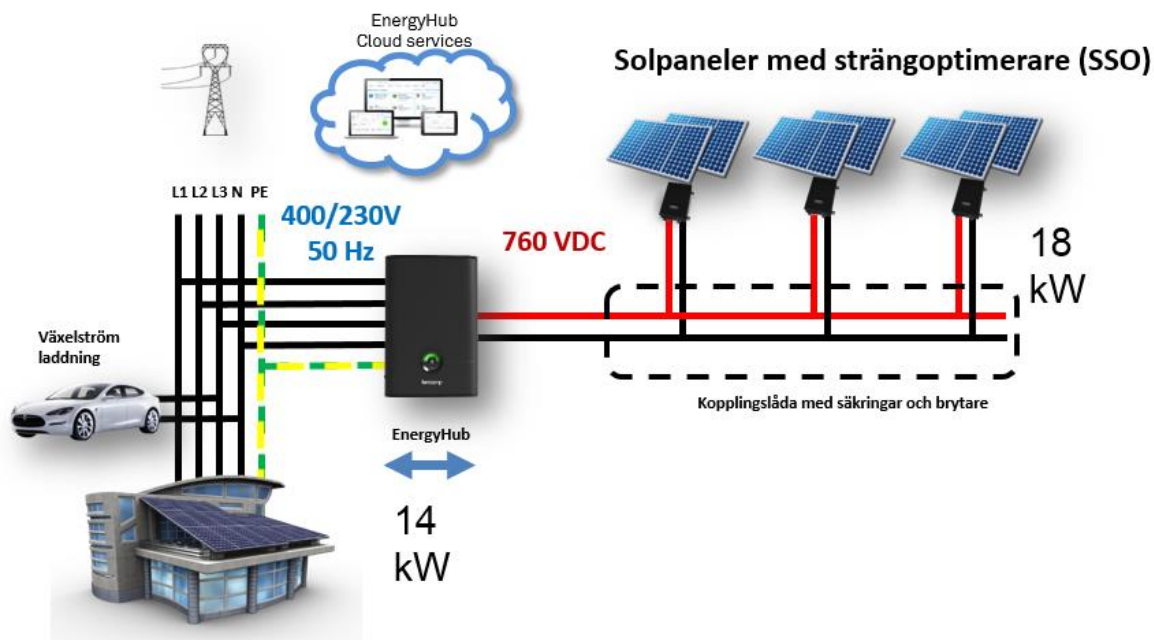 EnergyHub
Cloud services
Solpaneler med strängoptimerare (SSO)
L1 L2 L3 N PE
400/230V
50 Hz
760 VDC
18
kW
Växelström
laddning
Kopplingslåda med säkringar och brytare
EnergyHub
14
kW